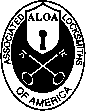 ALOA
ASSOCIATED LOCKSMITHS
OF AMERICA